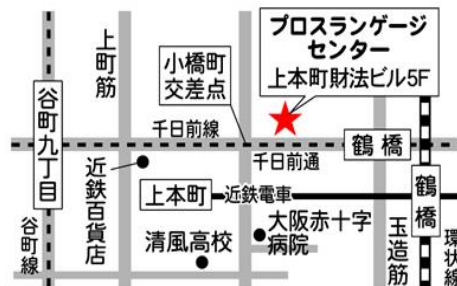 プロスランゲージ
センター
上本町財法ビル5F
上町筋
小橋町
交差点
谷町九丁目
千日前線
千日前通
鶴橋
近鉄百貨店
上本町
近鉄電車
鶴橋
大阪赤十字
病院
清風高校
谷町線
玉造筋
環状線